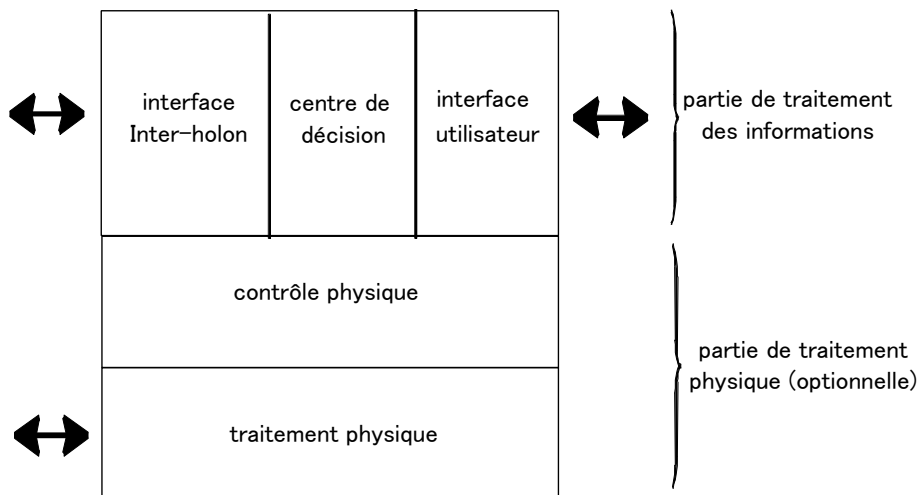 interface
Inter-holon
centre de
décision
interface
utilisateur
partie de traitement
des informations
contrôle physique
partie de traitement
physique (optionnelle)
traitement physique